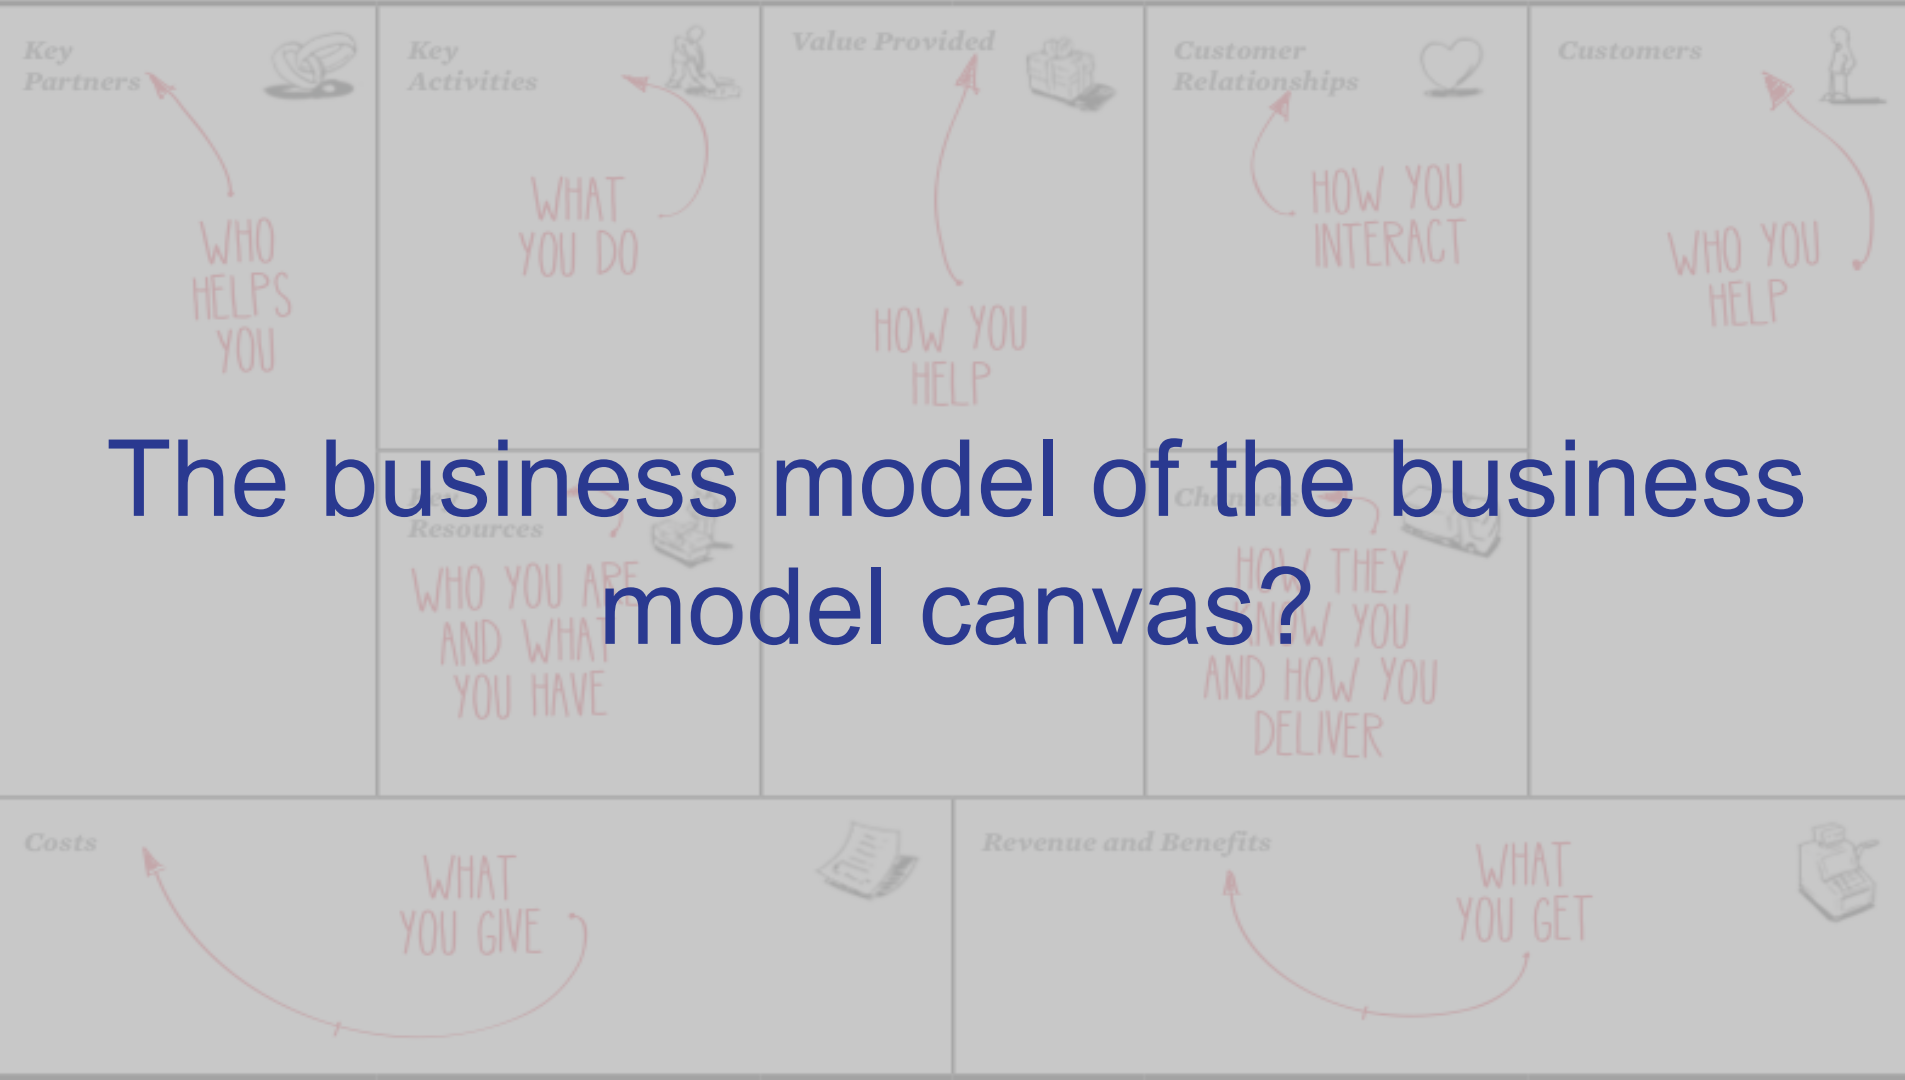 Key
Partners
WHO
HELPS
YOU
Key
Activities
WHAT
YOU DO
Value Provided
HOW YOU
HELP
Customer
Relationships
HOW YOU
INTERACT
Customers
WHO YOU
HELP
The business model of the business
model canvas?
Key
Resources
WHO YOU ARE
AND WHAT
YOU HAVE
Channels
HOW THEY
KNOW YOU
AND HOW YOU
DELIVER
Costs
WHAT
YOU GIVE
Revenue and Benefits
WHAT
YOU GET